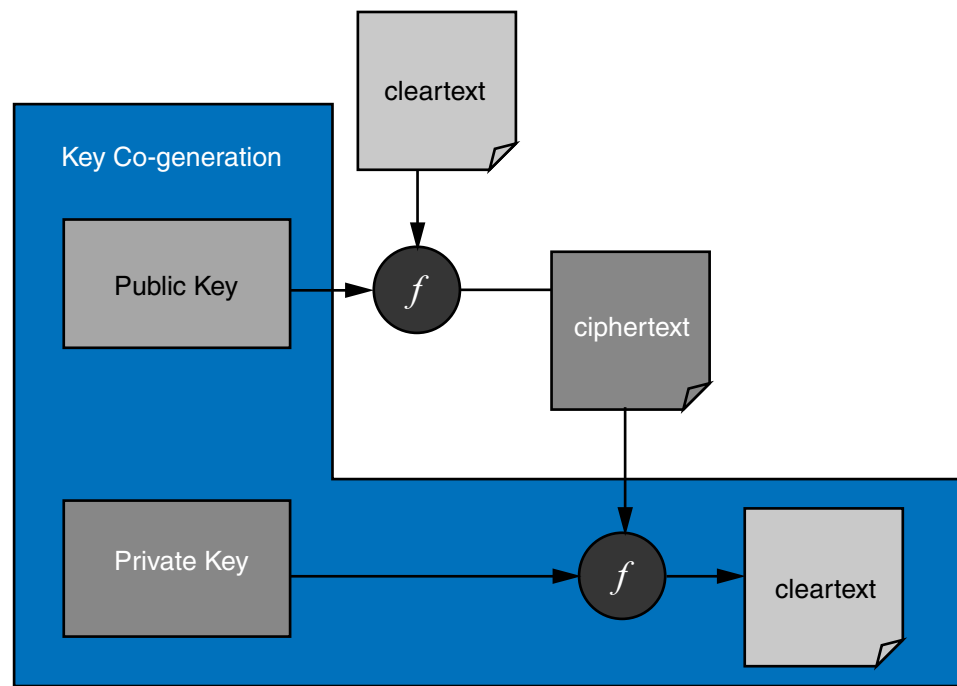 cleartext
Key Co-generation
Public Key
f
ciphertext
Private Key
f
cleartext